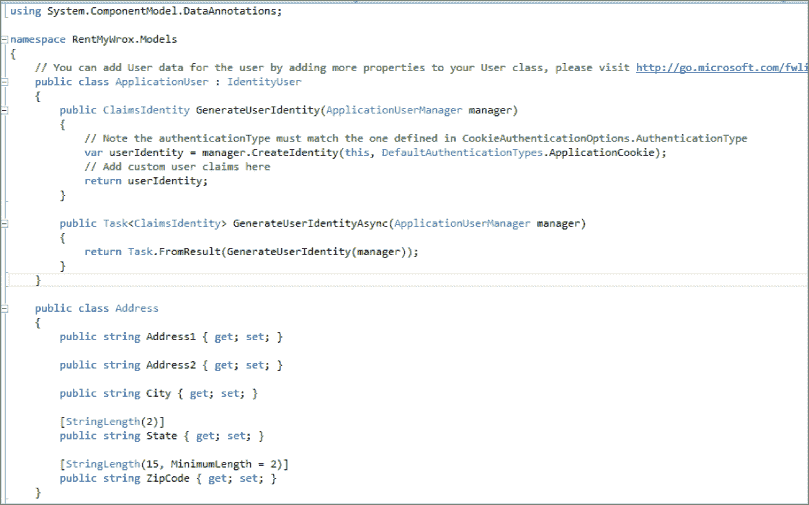 using System.ComponentModel.DataAnnotations;
namespace RentMyWrox.Models
{
// You can add User data for the user by adding more properties to your User class, please visit http://go.microsoft.com/fwli
public class ApplicationUser : IdentityUser
{
public ClaimsIdentity GenerateUserIdentity(ApplicationUserManager manager)
{
// Note the authenticationType must match the one defined in CookieAuthenticationOptions.AuthenticationType
var userIdentity = manager.CreateIdentity(this, DefaultAuthenticationTypes.ApplicationCookie);
// Add custom user claims here
return userIdentity;
}
public Task<ClaimsIdentity> GenerateUserIdentityAsync(ApplicationUserManager manager)
{
return Task.FromResult(GenerateUserIdentity(manager));
}
}
public class Address
{
public string Address1 { get; set; }
public string Address2 { get; set; }
public string City { get; set; }
[StringLength(2)]
public string State { get; set; }
[StringLength(15, MinimumLength = 2)]
public string ZipCode { get; set; }
}